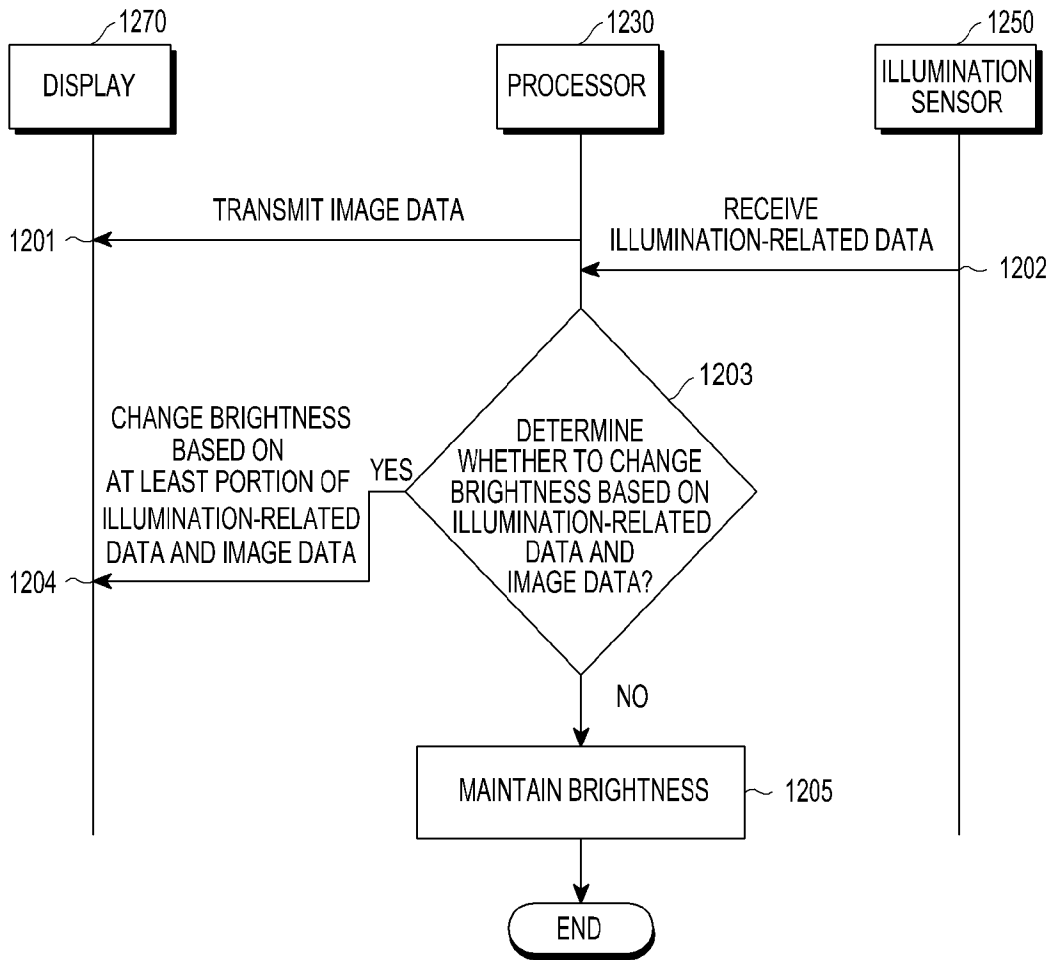 1270
1230
1250
DISPLAY
PROCESSOR
ILLUMINATION
SENSOR
TRANSMIT IMAGE DATA
1201
RECEIVE
ILLUMINATION-RELATED DATA
1202
1203
DETERMINE
WHETHER TO CHANGE
BRIGHTNESS BASED ON
ILLUMINATION-RELATED
DATA AND
IMAGE DATA?
YES
CHANGE BRIGHTNESS
BASED ON
AT LEAST PORTION OF
ILLUMINATION-RELATED
DATA AND IMAGE DATA
1204
NO
MAINTAIN BRIGHTNESS
1205
END